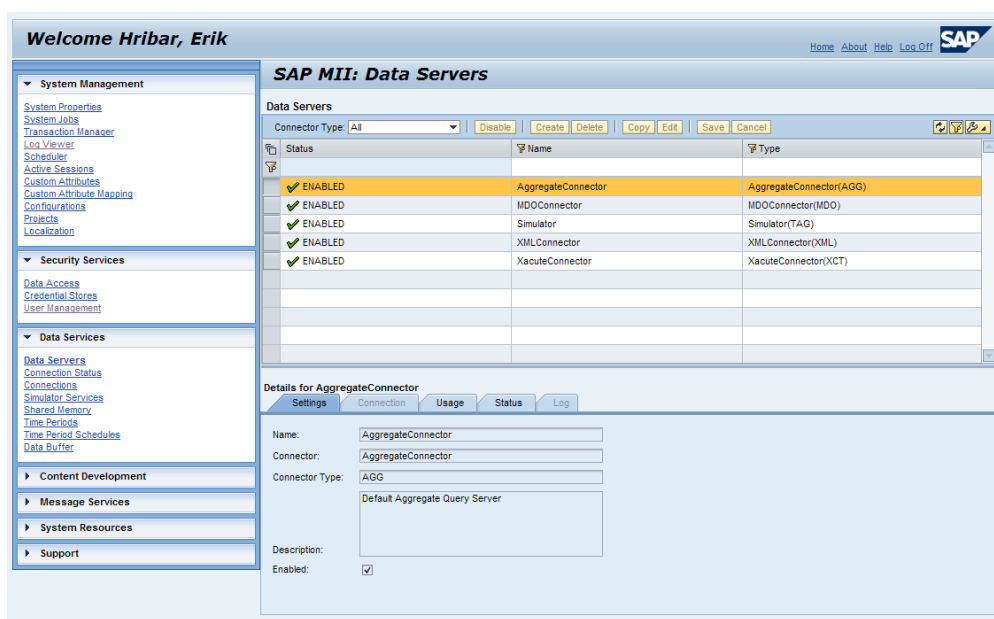 Welcome Hribar, Erik
Home About Help Log Off SAP
System Management
System Properties
System Jobs
Transaction Manager
Log Viewer
Scheduler
Active Sessions
Custom Attributes
Custom Attribute Mapping
Configurations
Projects
Localization
Security Services
Data Access
Credential Stores
User Management
Data Services
Data Servers
Connection Status
Connections
Simulator Services
Shared Memory
Time Periods
Time Period Schedules
Data Buffer
Content Development
Message Services
System Resources
Support
SAP MII: Data Servers
Data Servers
Connector Type: All Disable Create Delete Copy Edit Save Cancel
Status Name Type
ENABLED AggregateConnector AggregateConnector(AGG)
ENABLED MDOConnector MDOConnector(MDO)
ENABLED Simulator Simulator(TAG)
ENABLED XMLConnector XMLConnector(XML)
ENABLED XacuteConnector XacuteConnector(XCT)
Details for AggregateConnector
Settings Connection Usage Status Log
Name: AggregateConnector
Connector: AggregateConnector
Connector Type: AGG
Default Aggregate Query Server
Description:
Enabled: